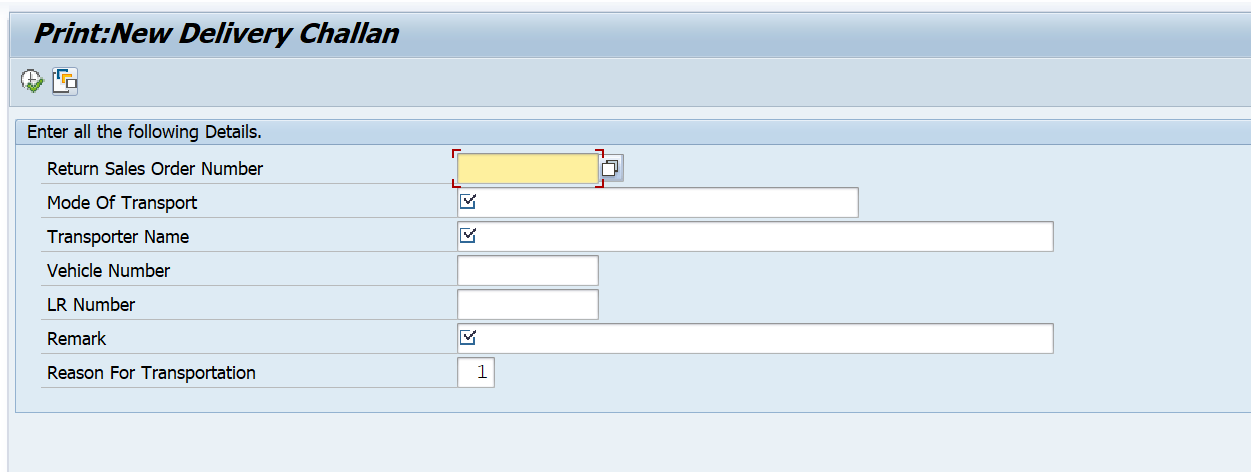 Print:New Delivery Challan
Enter all the following Details.
Return Sales Order Number
Mode Of Transport
Transporter Name
Vehicle Number
LR Number
Remark
Reason For Transportation 1